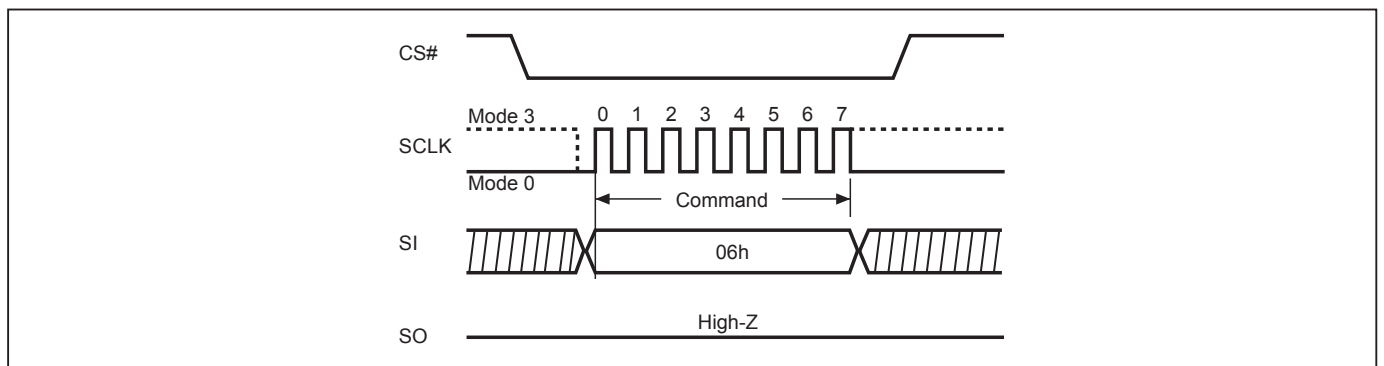 CS#
Mode 3 0 1 2 3 4 5 6 7
SCLK
Mode 0
Command
SI 06h
High-Z
SO